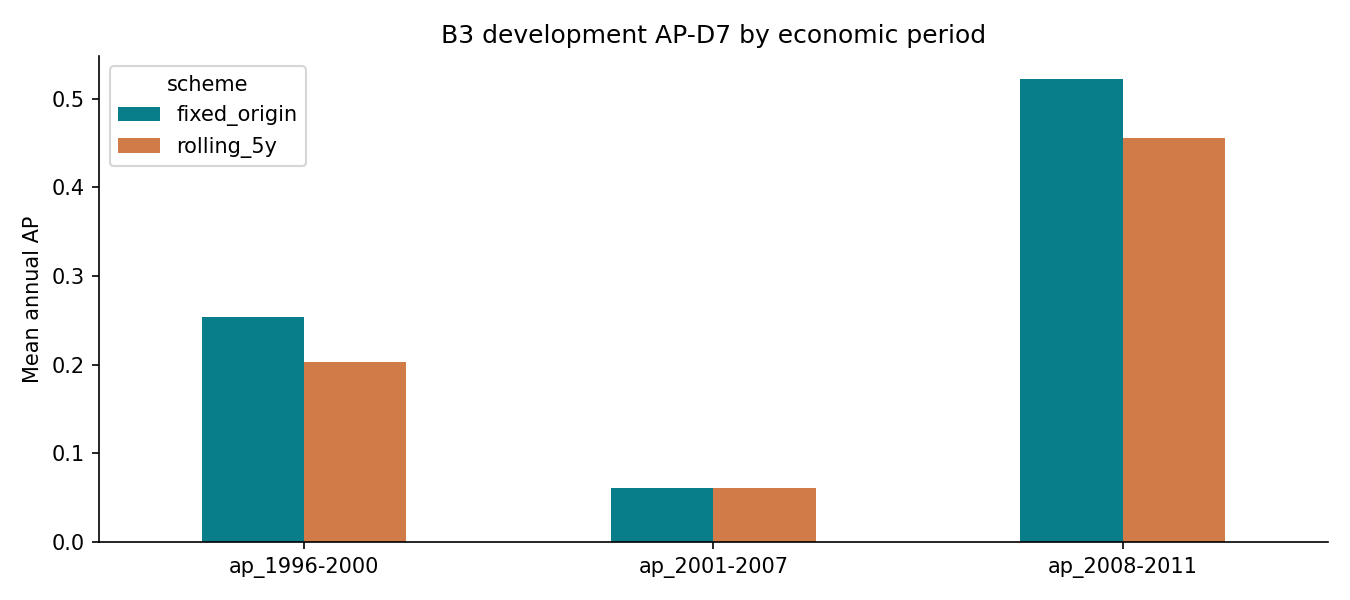 B3 development AP-D7 by economic period
scheme
fixed_origin
rolling_5y
Mean annual AP
0.5
0.4
0.3
0.2
0.1
0.0
ap_1996-2000
ap_2001-2007
ap_2008-2011